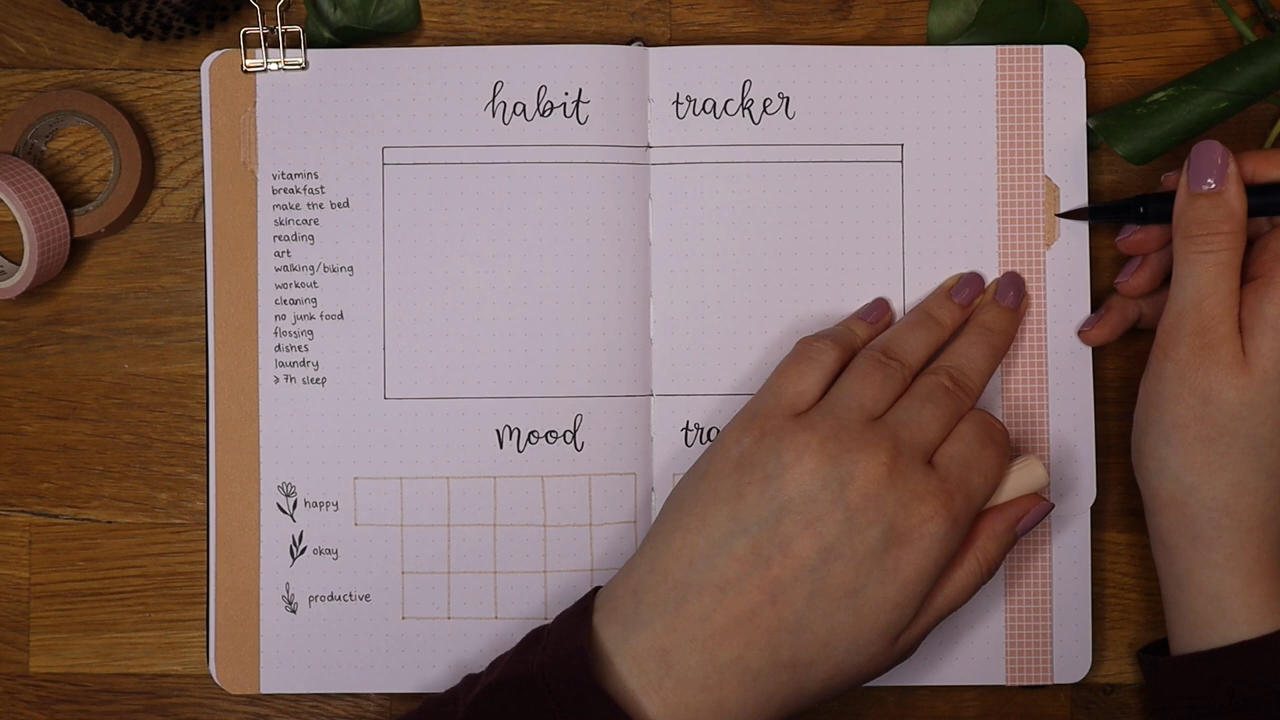 habit tracker
vitamins
breakfast
make the bed
skincare
reading
art
walking/biking
workout
cleaning
no junk food
flossing
dishes
laundry
≥ 7h sleep
mood tra
happy
okay
productive